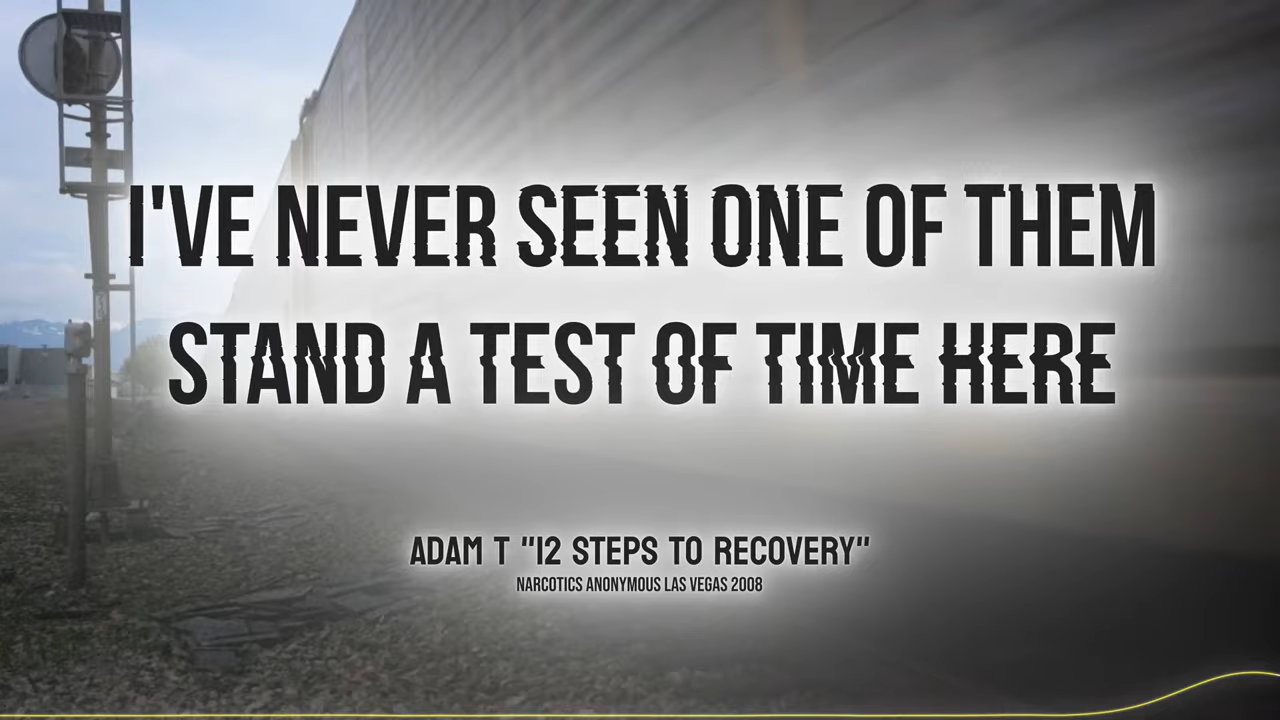 I'VE NEVER SEEN ONE OF THEM
STAND A TEST OF TIME HERE
ADAM T "12 STEPS TO RECOVERY"
NARCOTICS ANONYMOUS LAS VEGAS 2008